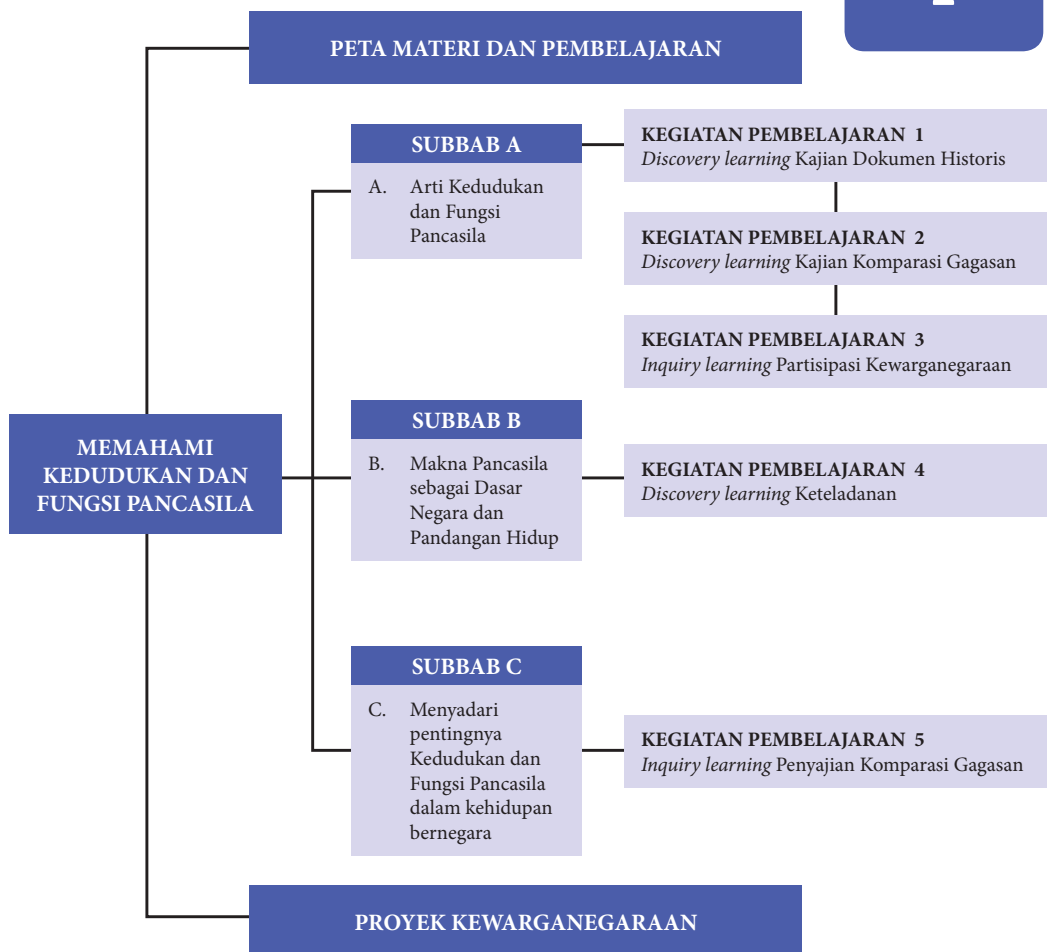 PETA MATERI DAN PEMBELAJARAN
SUBBAB A
A. Arti Kedudukan
dan Fungsi
Pancasila
KEGIATAN PEMBELAJARAN 1
Discovery learning Kajian Dokumen Historis
KEGIATAN PEMBELAJARAN 2
Discovery learning Kajian Komparasi Gagasan
KEGIATAN PEMBELAJARAN 3
Inquiry learning Partisipasi Kewarganegaraan
MEMAHAMI
KEDUDUKAN DAN
FUNGSI PANCASILA
SUBBAB B
B. Makna Pancasila
sebagai Dasar
Negara dan
Pandangan Hidup
KEGIATAN PEMBELAJARAN 4
Discovery learning Keteladanan
SUBBAB C
C. Menyadari
pentingnya
Kedudukan dan
Fungsi Pancasila
dalam kehidupan
bernegara
KEGIATAN PEMBELAJARAN 5
Inquiry learning Penyajian Komparasi Gagasan
PROYEK KEWARGANEGARAAN